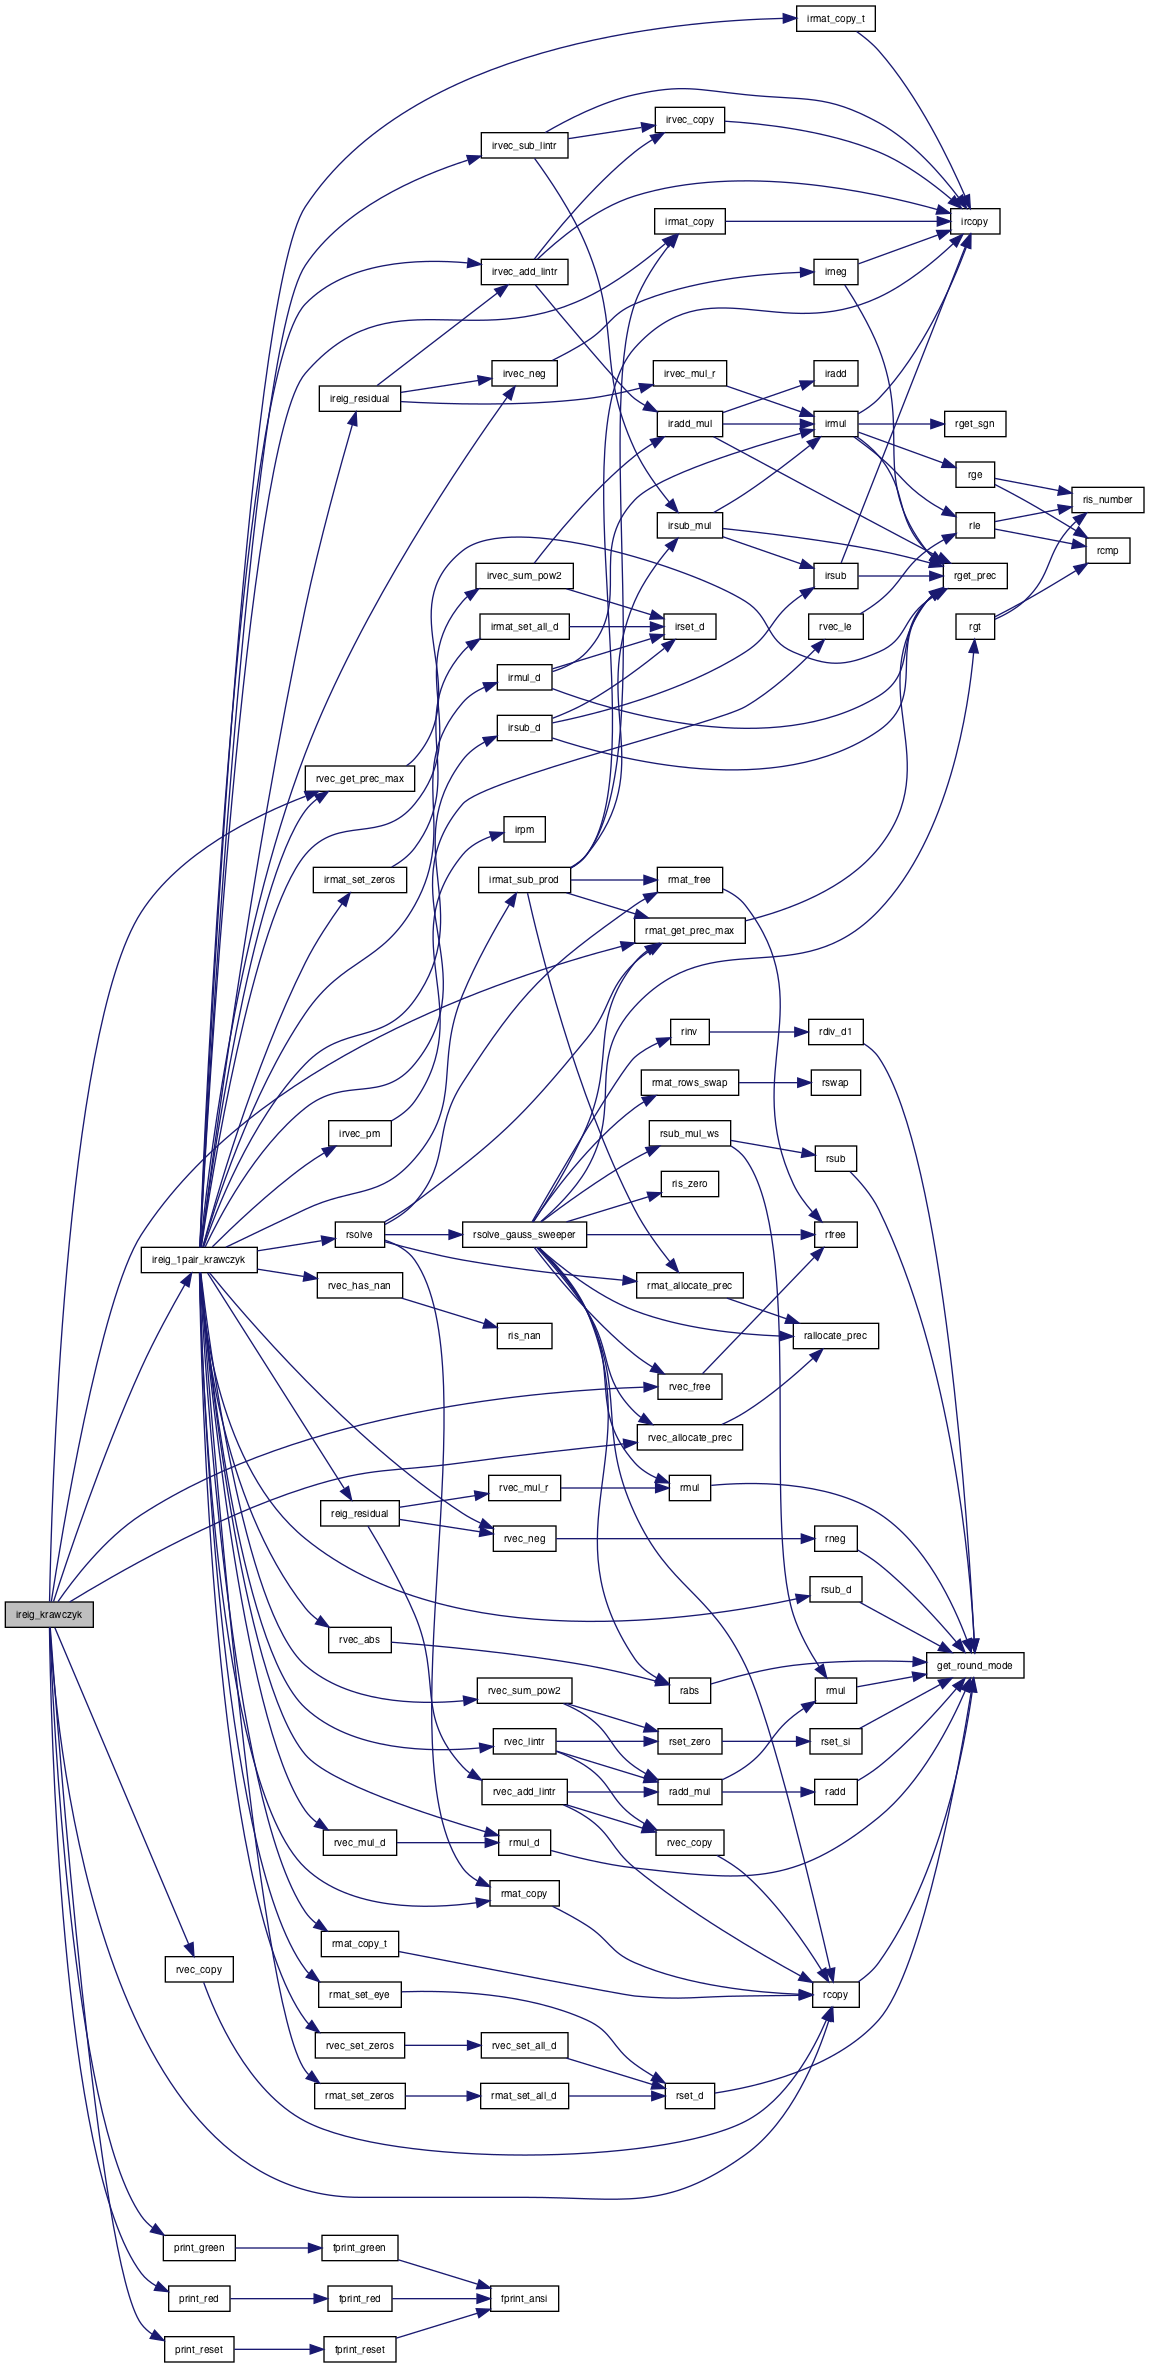 irmat_copy_t
irvec_copy
irvec_sub_lintr
irmat_copy
ircopy
irvec_add_lintr
irneg
irvec_neg
irvec_mul_r
iradd
ireig_residual
iradd_mul
irmul
rget_sgn
rge
ris_number
irsub_mul
rle
rcmp
irvec_sum_pow2
irsub
rget_prec
irmat_set_all_d
irset_d
rvec_le
rgt
irmul_d
irsub_d
rvec_get_prec_max
irpm
irmat_set_zeros
irmat_sub_prod
rmat_free
rmat_get_prec_max
rinv
rdiv_d1
rmat_rows_swap
rswap
irvec_pm
rsub_mul_ws
rsub
ris_zero
rsolve
rsolve_gauss_sweeper
rfree
ireig_1pair_krawczyk
rvec_has_nan
rmat_allocate_prec
ris_nan
rallocate_prec
rvec_free
rvec_allocate_prec
rvec_mul_r
rmul
reig_residual
rvec_neg
rneg
rsub_d
ireig_krawczyk
rvec_abs
get_round_mode
rvec_sum_pow2
rabs
rmul
rvec_lintr
rset_zero
rset_si
rvec_add_lintr
radd_mul
radd
rvec_mul_d
rmul_d
rvec_copy
rmat_copy
rmat_copy_t
rvec_copy
rmat_set_eye
rcopy
rvec_set_zeros
rvec_set_all_d
rmat_set_zeros
rmat_set_all_d
rset_d
print_green
fprint_green
print_red
fprint_red
fprint_ansi
print_reset
fprint_reset